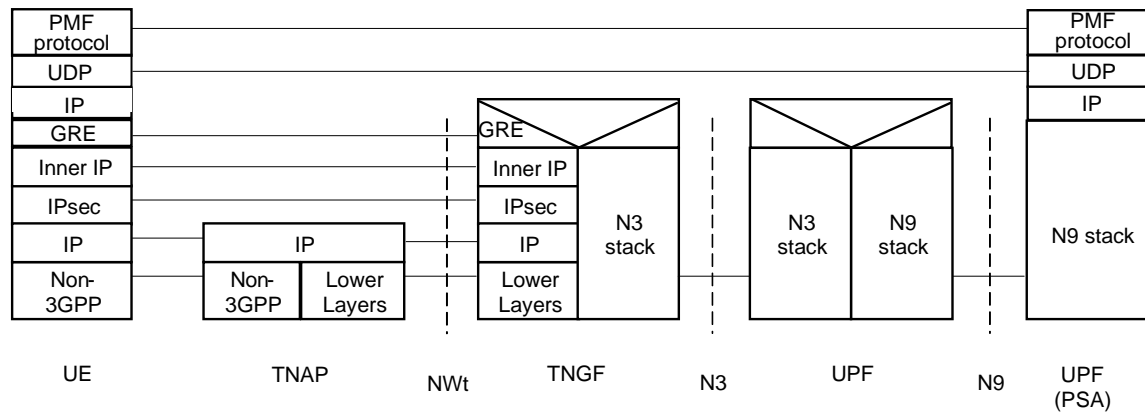 PMF
protocol
UDP
IP
GRE
Inner IP
IPsec
IP
Non-
3GPP
UE
IP
Non-
3GPP
Lower
Layers
TNAP
NWt
GRE
Inner IP
IPsec
IP
Lower
Layers
N3
stack
TNGF
N3
N3
stack
N9
stack
UPF
N9
PMF
protocol
UDP
IP
N9 stack
UPF
(PSA)